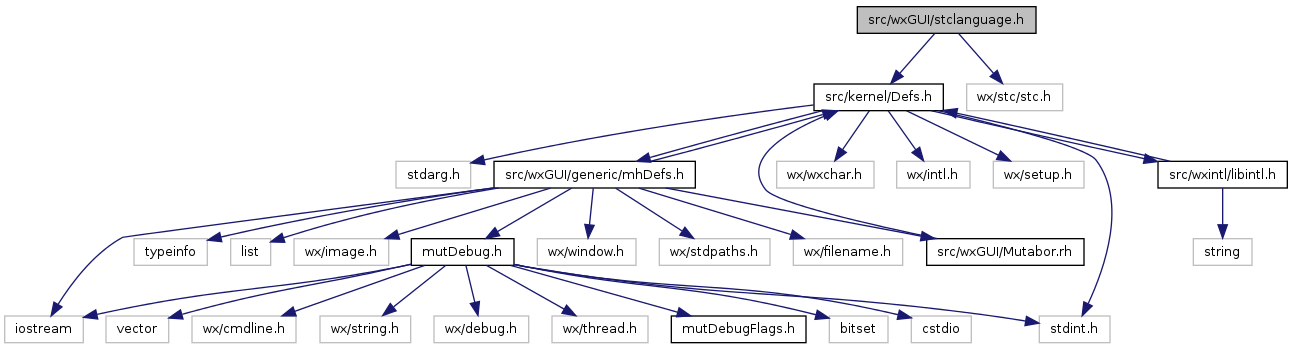 src/wxGUI/stclanguage.h
src/kernel/Defs.h
wx/stc/stc.h
stdarg.h
src/wxGUI/generic/mhDefs.h
wx/wxchar.h
wx/intl.h
wx/setup.h
src/wxintl/libintl.h
typeinfo
list
wx/image.h
mutDebug.h
wx/window.h
wx/stdpaths.h
wx/filename.h
src/wxGUI/Mutabor.rh
string
iostream
vector
wx/cmdline.h
wx/string.h
wx/debug.h
wx/thread.h
mutDebugFlags.h
bitset
cstdio
stdint.h